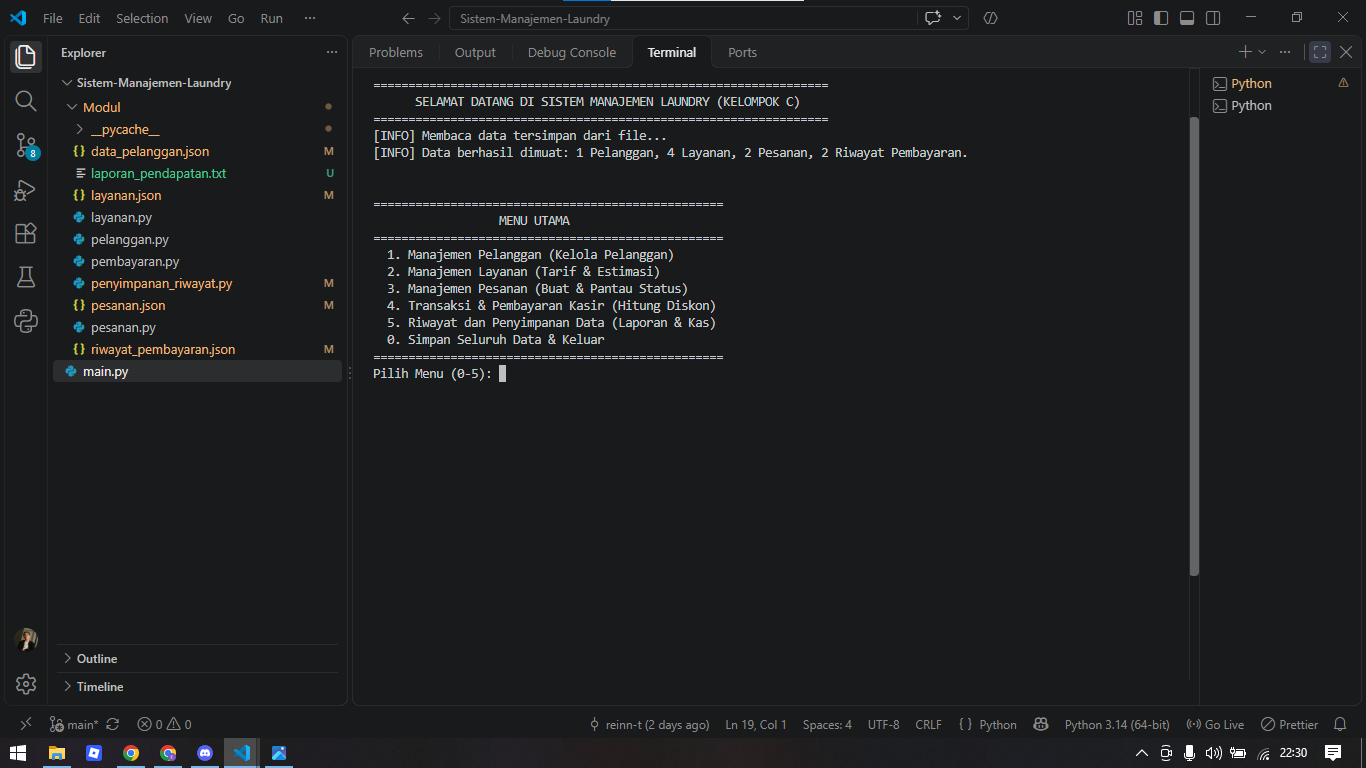 File Edit Selection View Go Run ···
Sistem-Manajemen-Laundry
Explorer
Sistem-Manajemen-Laundry
Modul
__pycache__
data_pelanggan.json M
laporan_pendapatan.txt U
layanan.json M
layanan.py
pelanggan.py
pembayaran.py
penyimpanan_riwayat.py M
pesanan.json M
pesanan.py
riwayat_pembayaran.json M
main.py
8
Outline
Timeline
Problems Output Debug Console Terminal Ports
=================================================================
SELAMAT DATANG DI SISTEM MANAJEMEN LAUNDRY (KELOMPOK C)
=================================================================
[INFO] Membaca data tersimpan dari file...
[INFO] Data berhasil dimuat: 1 Pelanggan, 4 Layanan, 2 Pesanan, 2 Riwayat Pembayaran.
==================================================
MENU UTAMA
==================================================
1. Manajemen Pelanggan (Kelola Pelanggan)
2. Manajemen Layanan (Tarif & Estimasi)
3. Manajemen Pesanan (Buat & Pantau Status)
4. Transaksi & Pembayaran Kasir (Hitung Diskon)
5. Riwayat dan Penyimpanan Data (Laporan & Kas)
0. Simpan Seluruh Data & Keluar
==================================================
Pilih Menu (0-5):
Python
Python
main* 0 0 reinn-t (2 days ago) Ln 19, Col 1 Spaces: 4 UTF-8 CRLF { } Python Python 3.14 (64-bit) Go Live Prettier
22:30